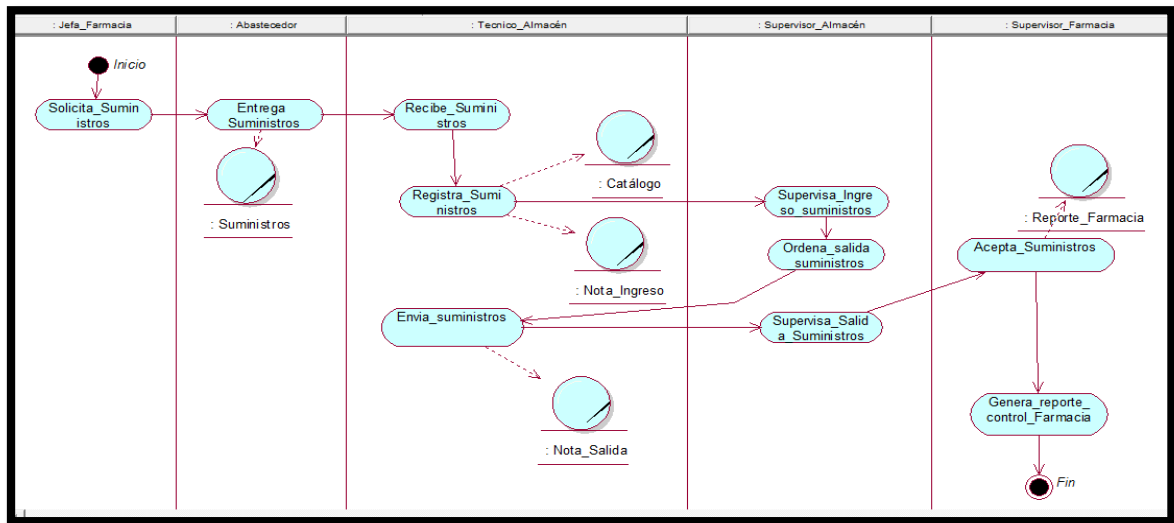 : Jefa_Farmacia
: Abastecedor
: Tecnico_Almacén
: Supervisor_Almacén
: Supervisor_Farmacia
Inicio
Solicita_Sumin
istros
Entrega
Suministros
Recibe_Sumini
stros
: Suministros
Registra_Sumi
nistros
: Catálogo
: Nota_Ingreso
Supervisa_Ingre
so_suministros
Ordena_salida
_suministros
Envia_suministros
Supervisa_Salid
a_Suministros
: Nota_Salida
: Reporte_Farmacia
Acepta_Suministros
Genera_reporte_
control_Farmacia
Fin